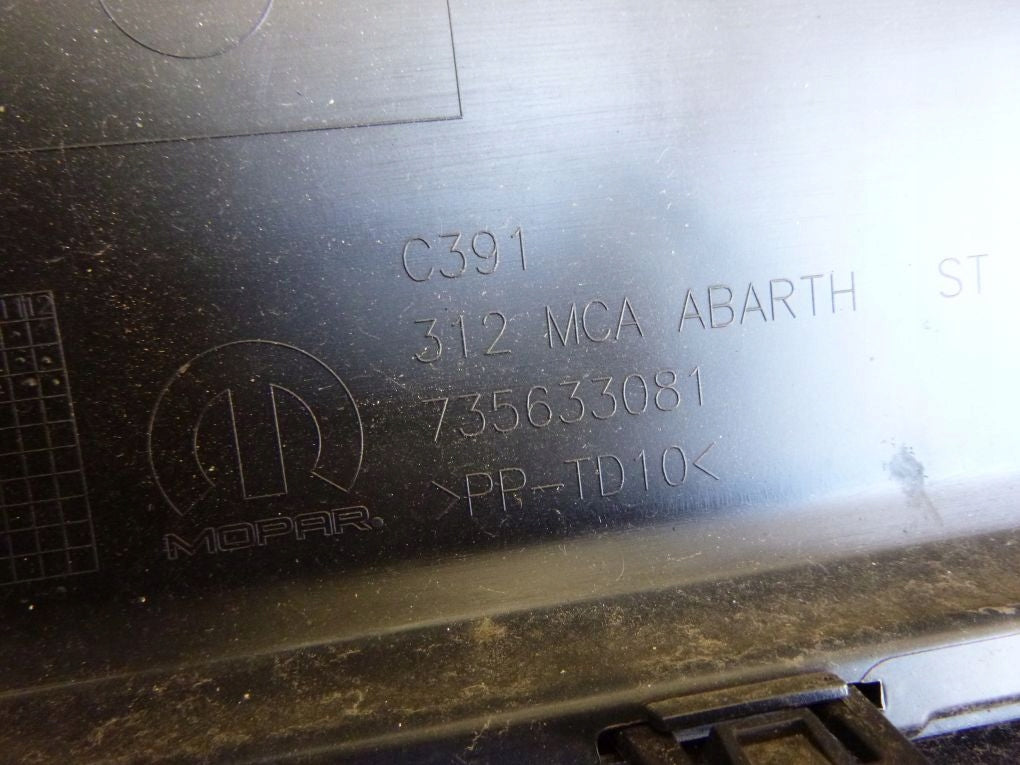 C391
312 MCA ABARTH ST
735633081
>PP-TD10<
MOPAR.